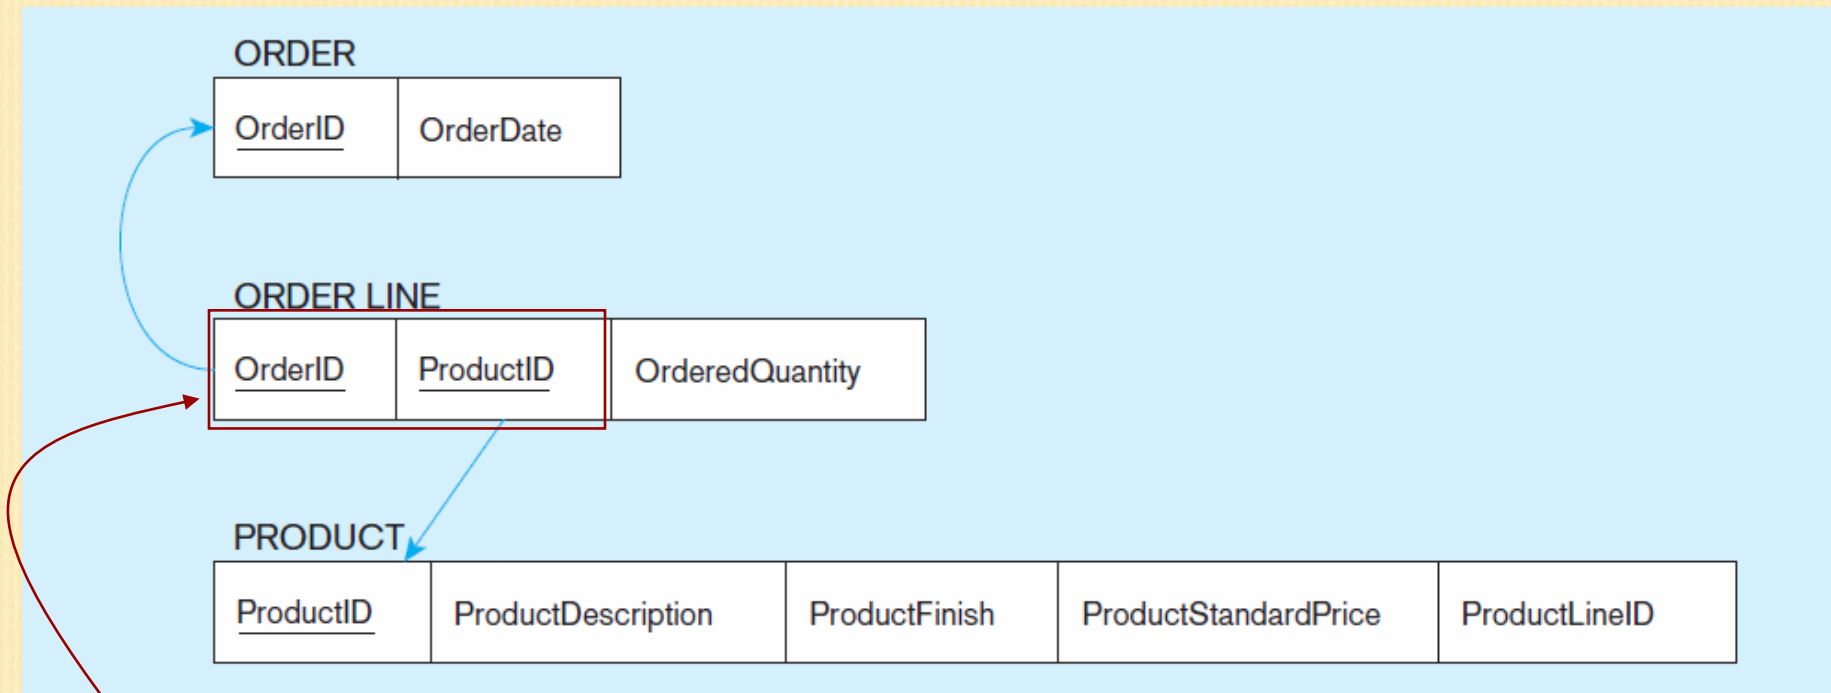 ORDER
OrderID OrderDate
ORDER LINE
OrderID ProductID OrderedQuantity
PRODUCT
ProductID ProductDescription ProductFinish ProductStandardPrice ProductLineID